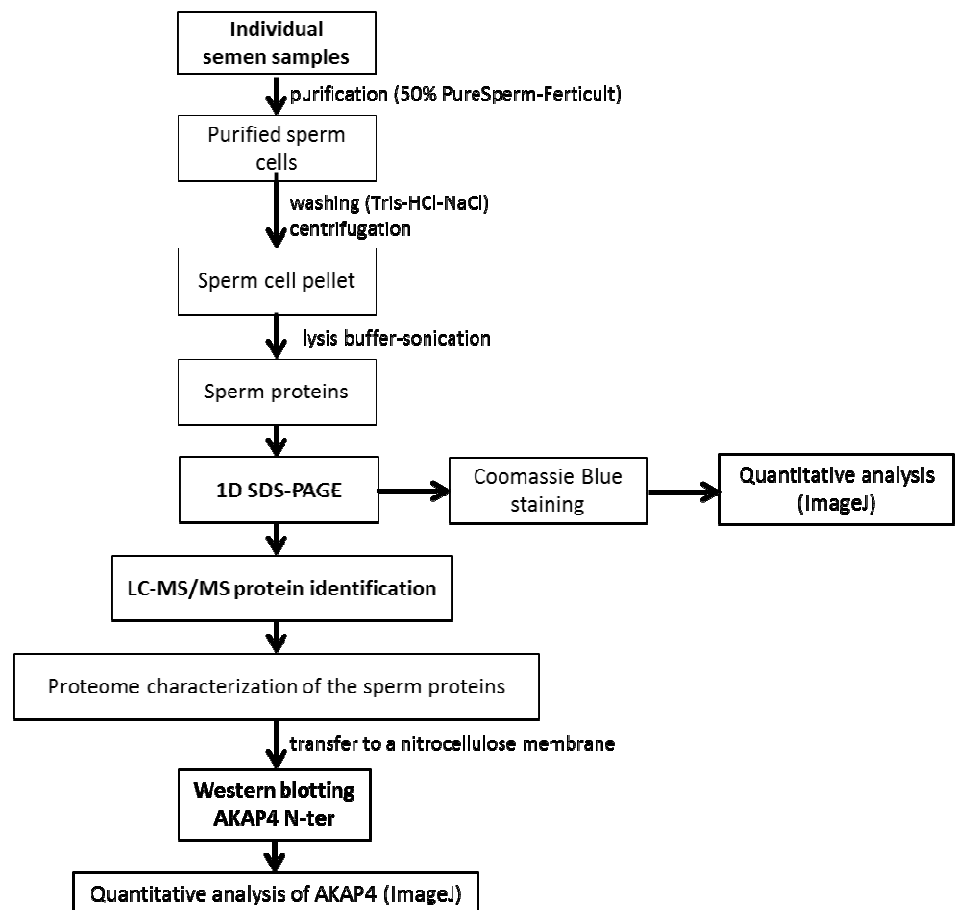 Individual
semen samples
purification (50% PureSperm-Ferticult)
Purified sperm
cells
washing (Tris-HCl-NaCl)
centrifugation
Sperm cell pellet
lysis buffer-sonication
Sperm proteins
1D SDS-PAGE
Coomassie Blue
staining
Quantitative analysis
(ImageJ)
LC-MS/MS protein identification
Proteome characterization of the sperm proteins
transfer to a nitrocellulose membrane
Western blotting
AKAP4 N-ter
Quantitative analysis of AKAP4 (ImageJ)